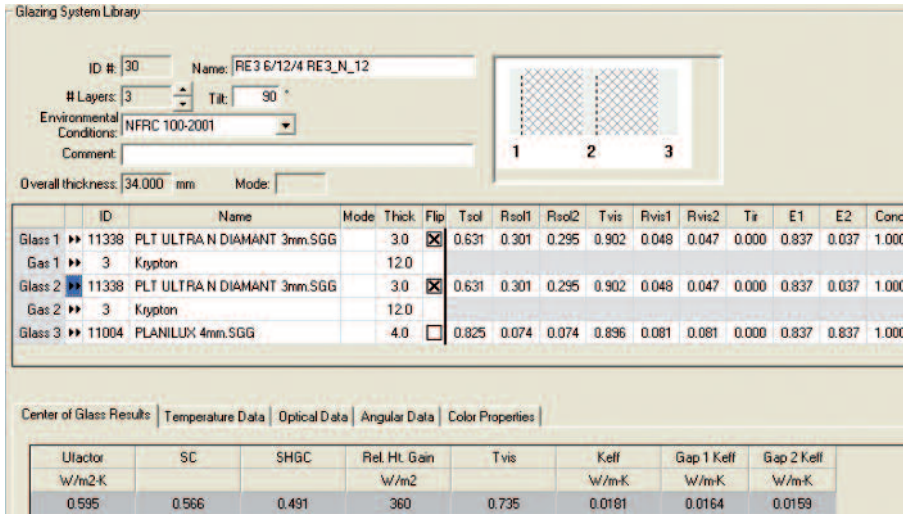 Glazing System Library
ID #: 30 Name: RE3 6/12/4 RE3_N_12
# Layers: 3 Tilt: 90 °
Environmental Conditions: NFRC 100-2001
Comment:
Overall thickness: 34.000 mm Mode:
1 2 3
ID Name Mode Thick Flip Tsol Rsol1 Rsol2 Tvis Rvis1 Rvis2 Tir E1 E2 Cond
Glass 1 11338 PLT ULTRA N DIAMANT 3mm.SGG 3.0 0.631 0.301 0.295 0.902 0.048 0.047 0.000 0.837 0.037 1.000
Gas 1 3 Krypton 12.0
Glass 2 11338 PLT ULTRA N DIAMANT 3mm.SGG 3.0 0.631 0.301 0.295 0.902 0.048 0.047 0.000 0.837 0.037 1.000
Gas 2 3 Krypton 12.0
Glass 3 11004 PLANILUX 4mm.SGG 4.0 0.825 0.074 0.074 0.896 0.081 0.081 0.000 0.837 0.837 1.000
Center of Glass Results Temperature Data Optical Data Angular Data Color Properties
Ufactor SC SHGC Rel. Ht. Gain Tvis Keff Gap 1 Keff Gap 2 Keff
W/m2-K W/m2 W/m-K W/m-K W/m-K
0.595 0.566 0.491 360 0.735 0.0181 0.0164 0.0159